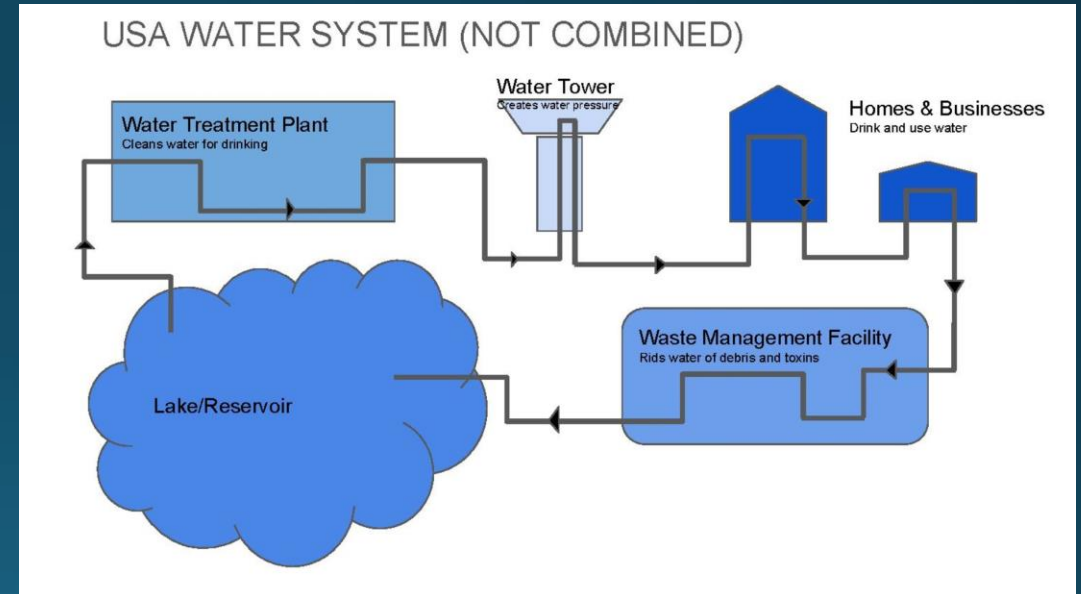 USA WATER SYSTEM (NOT COMBINED)
Water Treatment Plant
Cleans water for drinking
Water Tower
Creates water pressure
Homes & Businesses
Drink and use water
Waste Management Facility
Rids water of debris and toxins
Lake/Reservoir